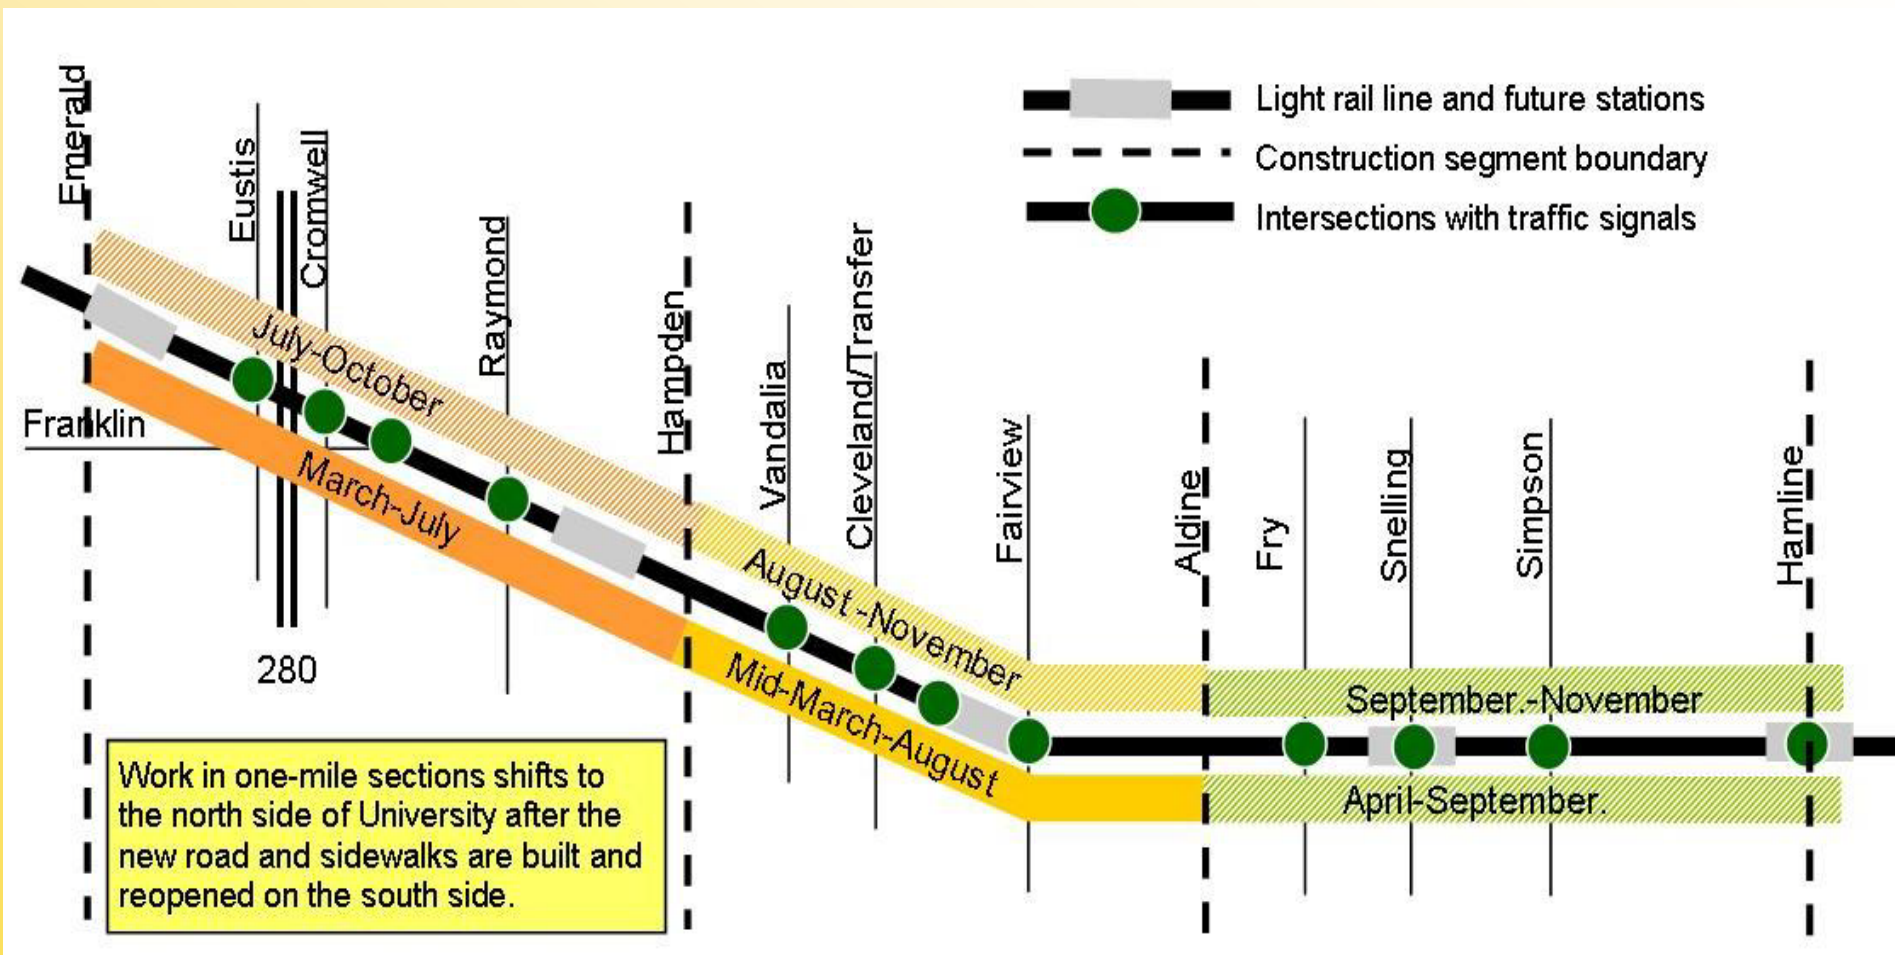 Emerald
Eustis
Cromwell
Raymond
Hampden
Vandalia
Cleveland/Transfer
Fairview
Aldine
Fry
Snelling
Simpson
Hamline
Light rail line and future stations
Construction segment boundary
Intersections with traffic signals
Franklin
280
July-October
March-July
August-November
Mid-March-August
September.-November
April-September.
Work in one-mile sections shifts to
the north side of University after the
new road and sidewalks are built and
reopened on the south side.